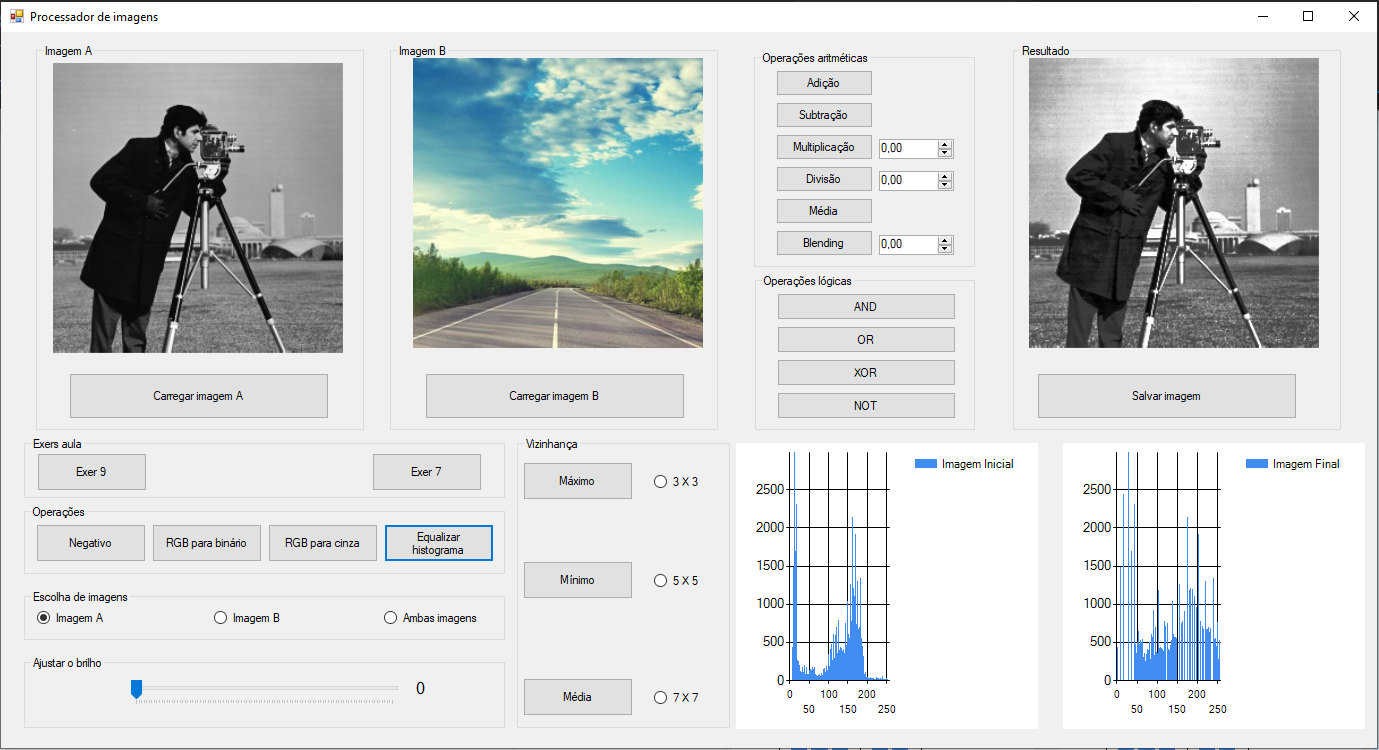 Processador de imagens
Imagem A
Imagem B
Operações aritméticas
Resultado
Adição
Subtração
Multiplicação
0,00
Divisão
0,00
Média
Blending
0,00
Operações lógicas
AND
OR
XOR
NOT
Carregar imagem A
Carregar imagem B
Salvar imagem
Exers aula
Exer 9
Exer 7
Operações
Negativo
RGB para binário
RGB para cinza
Equalizar
histograma
Escolha de imagens
Imagem A
Imagem B
Ambas imagens
Ajustar o brilho
0
Vizinhança
Máximo
3 X 3
Mínimo
5 X 5
Média
7 X 7
Imagem Inicial
2500
2000
1500
1000
500
0
0
100
200
50
150
250
Imagem Final
2500
2000
1500
1000
500
0
0
100
200
50
150
250